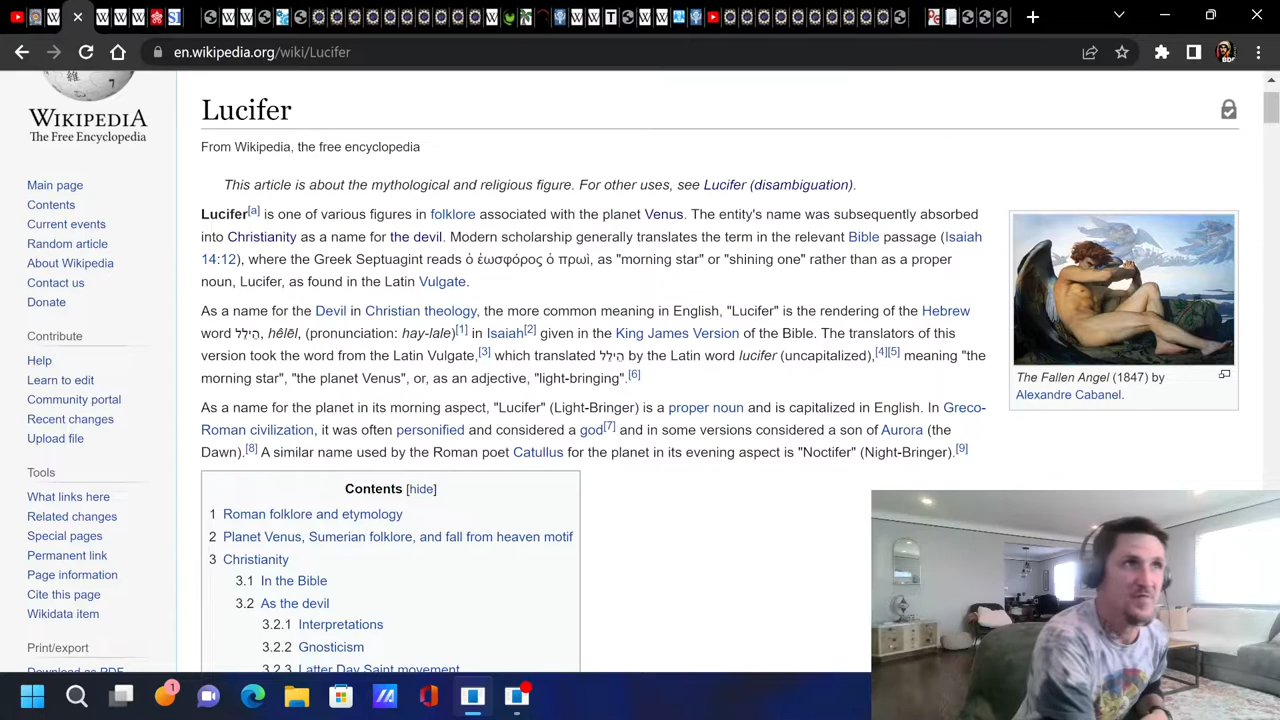 en.wikipedia.org/wiki/Lucifer
WIKIPEDIA
The Free Encyclopedia
Main page
Contents
Current events
Random article
About Wikipedia
Contact us
Donate
Contribute
Help
Learn to edit
Community portal
Recent changes
Upload file
Tools
What links here
Related changes
Special pages
Permanent link
Page information
Cite this page
Wikidata item
Print/export
Download as PDF
Lucifer
From Wikipedia, the free encyclopedia
This article is about the mythological and religious figure. For other uses, see Lucifer (disambiguation).
Lucifer[a] is one of various figures in folklore associated with the planet Venus. The entity's name was subsequently absorbed
into Christianity as a name for the devil. Modern scholarship generally translates the term in the relevant Bible passage (Isaiah
14:12), where the Greek Septuagint reads ὁ ἑωσφόρος ὁ πρωὶ, as "morning star" or "shining one" rather than as a proper
noun, Lucifer, as found in the Latin Vulgate.
As a name for the Devil in Christian theology, the more common meaning in English, "Lucifer" is the rendering of the Hebrew
word הֵילֵל, hêlēl, (pronunciation: hay-lale)[1] in Isaiah[2] given in the King James Version of the Bible. The translators of this
version took the word from the Latin Vulgate,[3] which translated הֵילֵל by the Latin word lucifer (uncapitalized),[4][5] meaning "the
morning star", "the planet Venus", or, as an adjective, "light-bringing".[6]
As a name for the planet in its morning aspect, "Lucifer" (Light-Bringer) is a proper noun and is capitalized in English. In Greco-
Roman civilization, it was often personified and considered a god[7] and in some versions considered a son of Aurora (the
Dawn).[8] A similar name used by the Roman poet Catullus for the planet in its evening aspect is "Noctifer" (Night-Bringer).[9]
The Fallen Angel (1847) by
Alexandre Cabanel.
Contents [hide]
1 Roman folklore and etymology
2 Planet Venus, Sumerian folklore, and fall from heaven motif
3 Christianity
3.1 In the Bible
3.2 As the devil
3.2.1 Interpretations
3.2.2 Gnosticism
3.2.3 Latter Day Saint movement
1